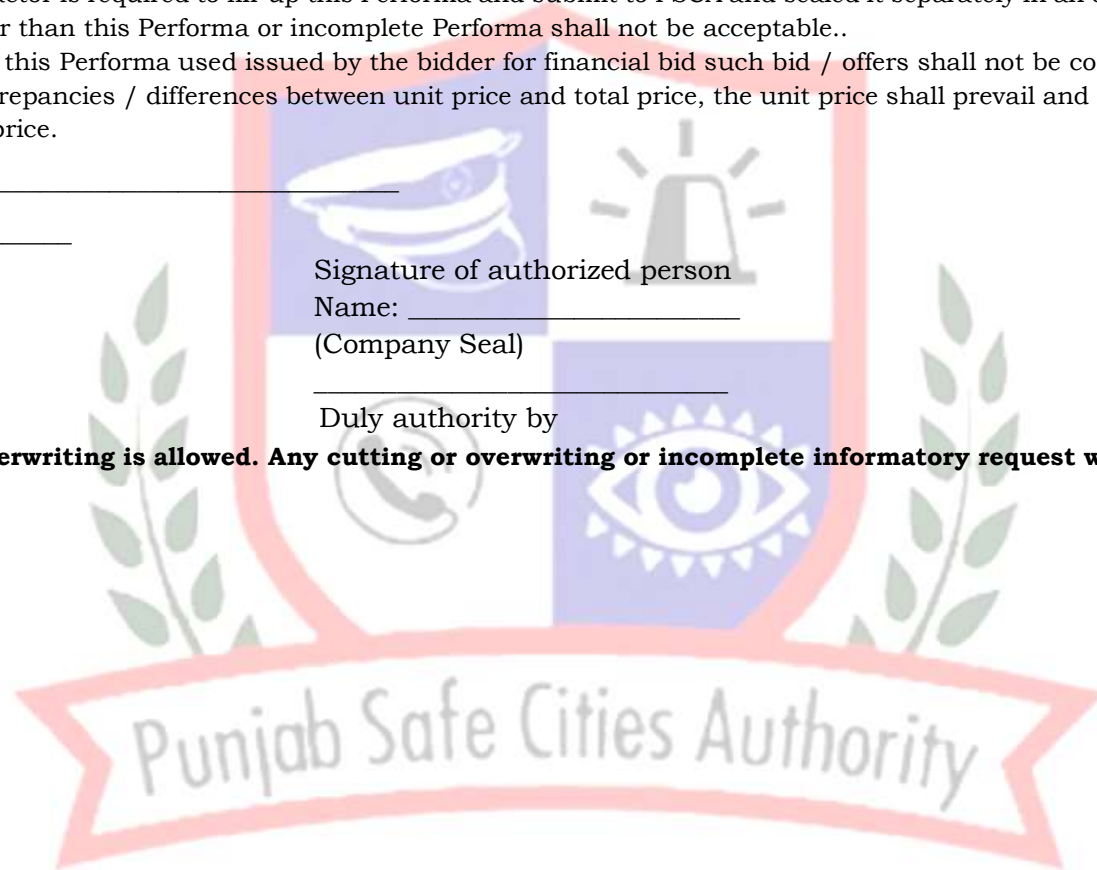 is required to fill up this Performa and submit to PSCA and sealed it separately in an
than this Performa or incomplete Performa shall not be acceptable..
this Performa used issued by the bidder for financial bid such bid / offers shall not be
/ differences between unit price and total price, the unit price shall prevail and
price.
______________________________
______
Signature of authorized person
Name: ________________________
(Company Seal)
______________________________
Duly authority by
is allowed. Any cutting or overwriting or incomplete informatory request
Punjab Safe Cities Authority